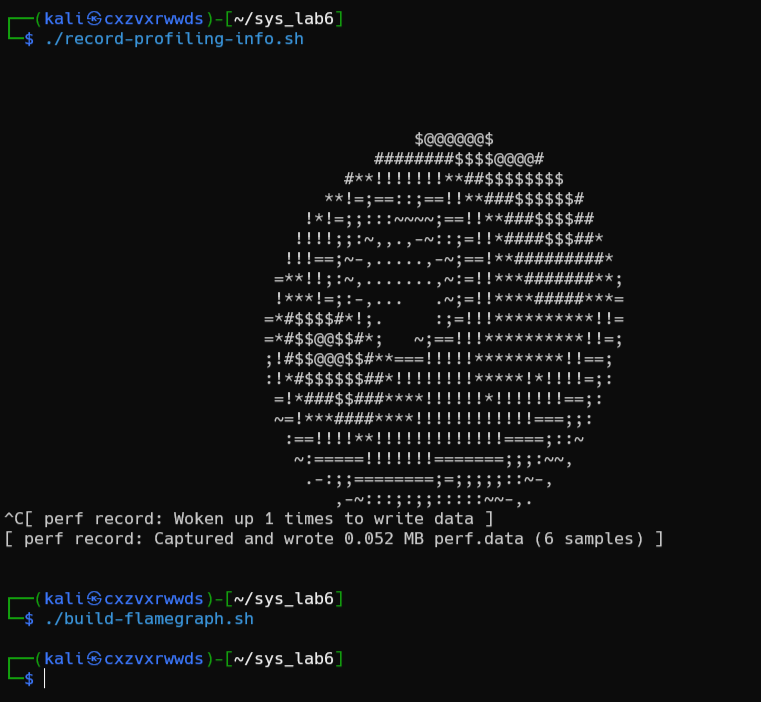 ┌──(kali㉿cxzvxrwwds)-[~/sys_lab6]
└─$ ./record-profiling-info.sh
$@@@@@@$
########$$$$@@@@#
#**!!!!!!!**##$$$$$$$$
**!=;==::;==!!**###$$$$$$#
!*!=;;:::~~~~;==!!**###$$$$##
!!!!;;:~,,.,-~::;=!!*####$$$##*
!!!==;~-,.....,-~;==!**#########*
=**!!;:~,.......,~:=!!***#######**;
!***!=;:-,...   .~;=!!****#####***=
=*#$$$$#*!;.     :;=!!!**********!!=
=*#$$@@$$#*;   ~;==!!!**********!!=;
;!#$$@@@$$#**===!!!!!*********!!==;
:!*#$$$$$$##*!!!!!!!!*****!*!!!!=;:
=!*###$$###****!!!!!!*!!!!!!!==;:
~=!***####****!!!!!!!!!!!!===;;:
:==!!!!**!!!!!!!!!!!!!====;::~
~:=====!!!!!!!=======;;;:~~,
.-:;;========;=;;;;;::~-,
,-~:::;:;;:::::~~-,.
^C[ perf record: Woken up 1 times to write data ]
[ perf record: Captured and wrote 0.052 MB perf.data (6 samples) ]
┌──(kali㉿cxzvxrwwds)-[~/sys_lab6]
└─$ ./build-flamegraph.sh
┌──(kali㉿cxzvxrwwds)-[~/sys_lab6]
└─$